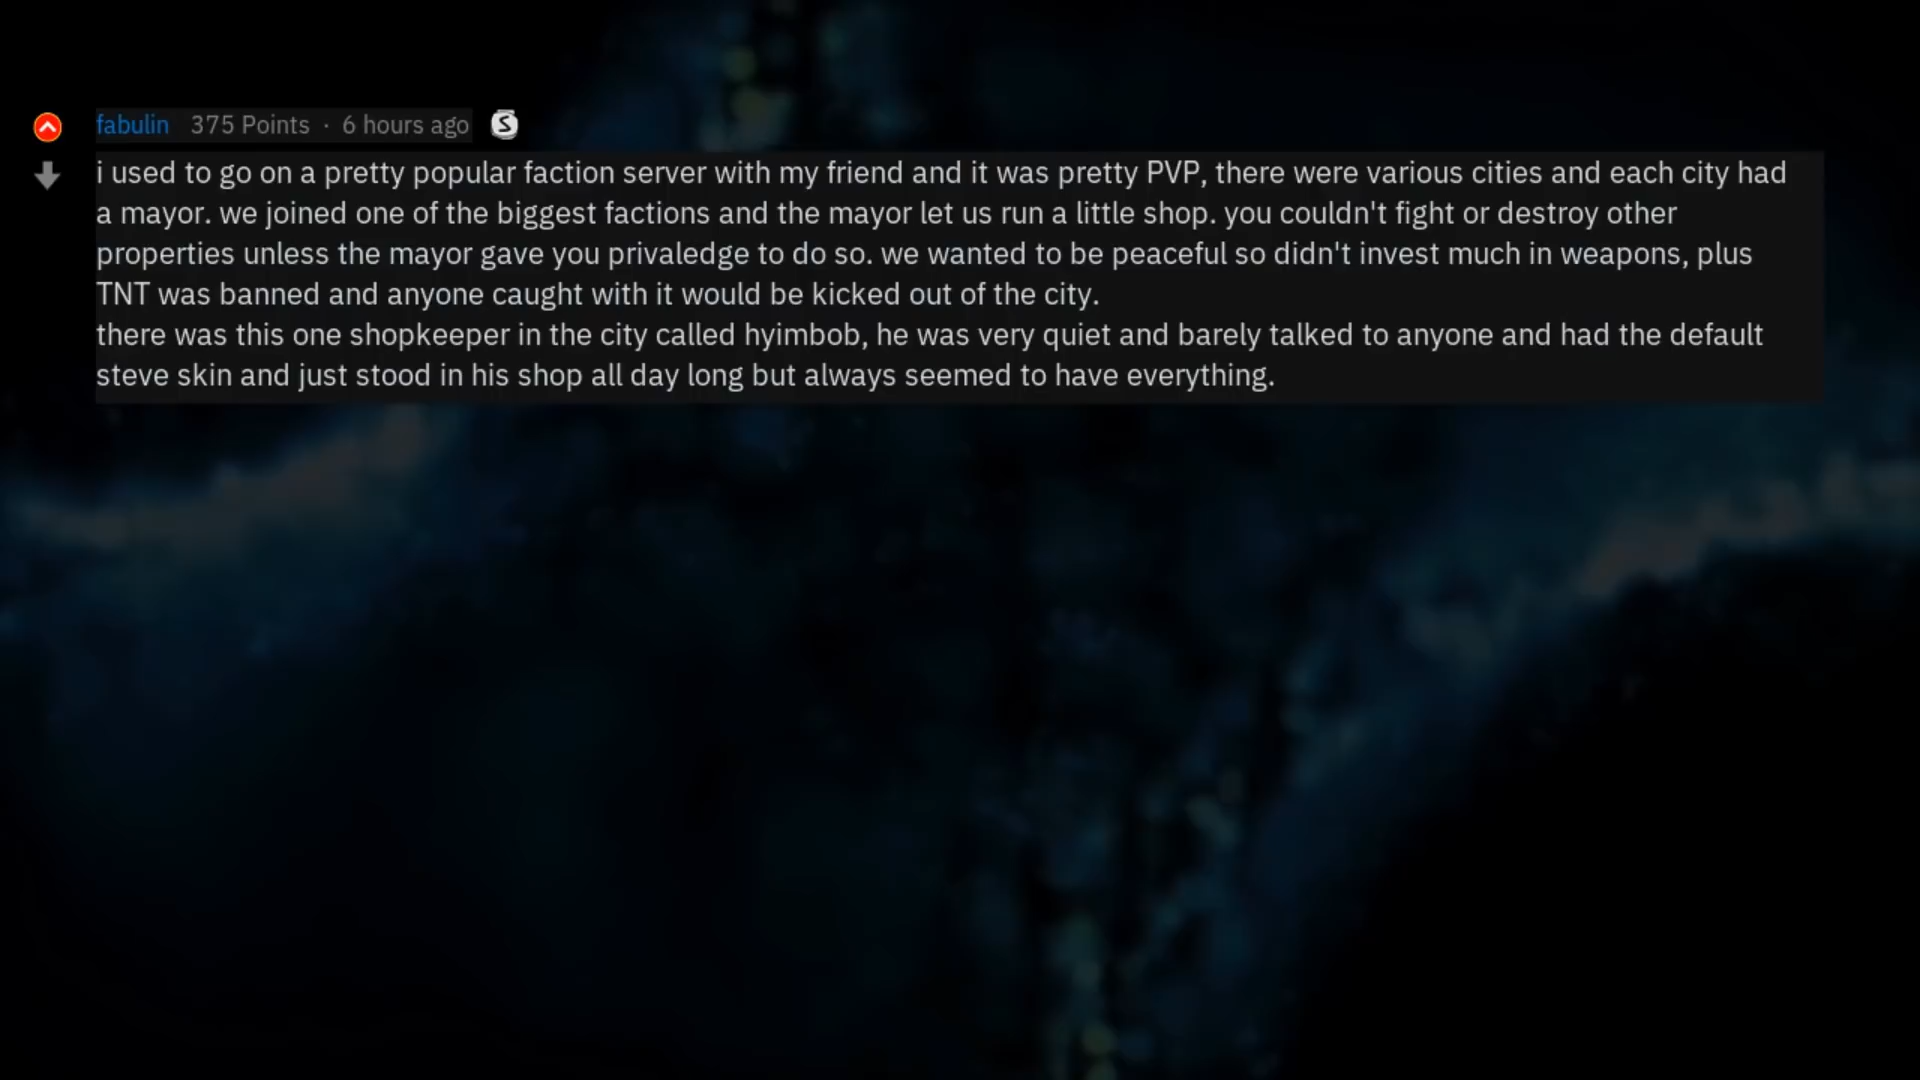 fabulin 375 Points · 6 hours ago S
i used to go on a pretty popular faction server with my friend and it was pretty PVP, there were various cities and each city had
a mayor. we joined one of the biggest factions and the mayor let us run a little shop. you couldn't fight or destroy other
properties unless the mayor gave you privaledge to do so. we wanted to be peaceful so didn't invest much in weapons, plus
TNT was banned and anyone caught with it would be kicked out of the city.
there was this one shopkeeper in the city called hyimbob, he was very quiet and barely talked to anyone and had the default
steve skin and just stood in his shop all day long but always seemed to have everything.